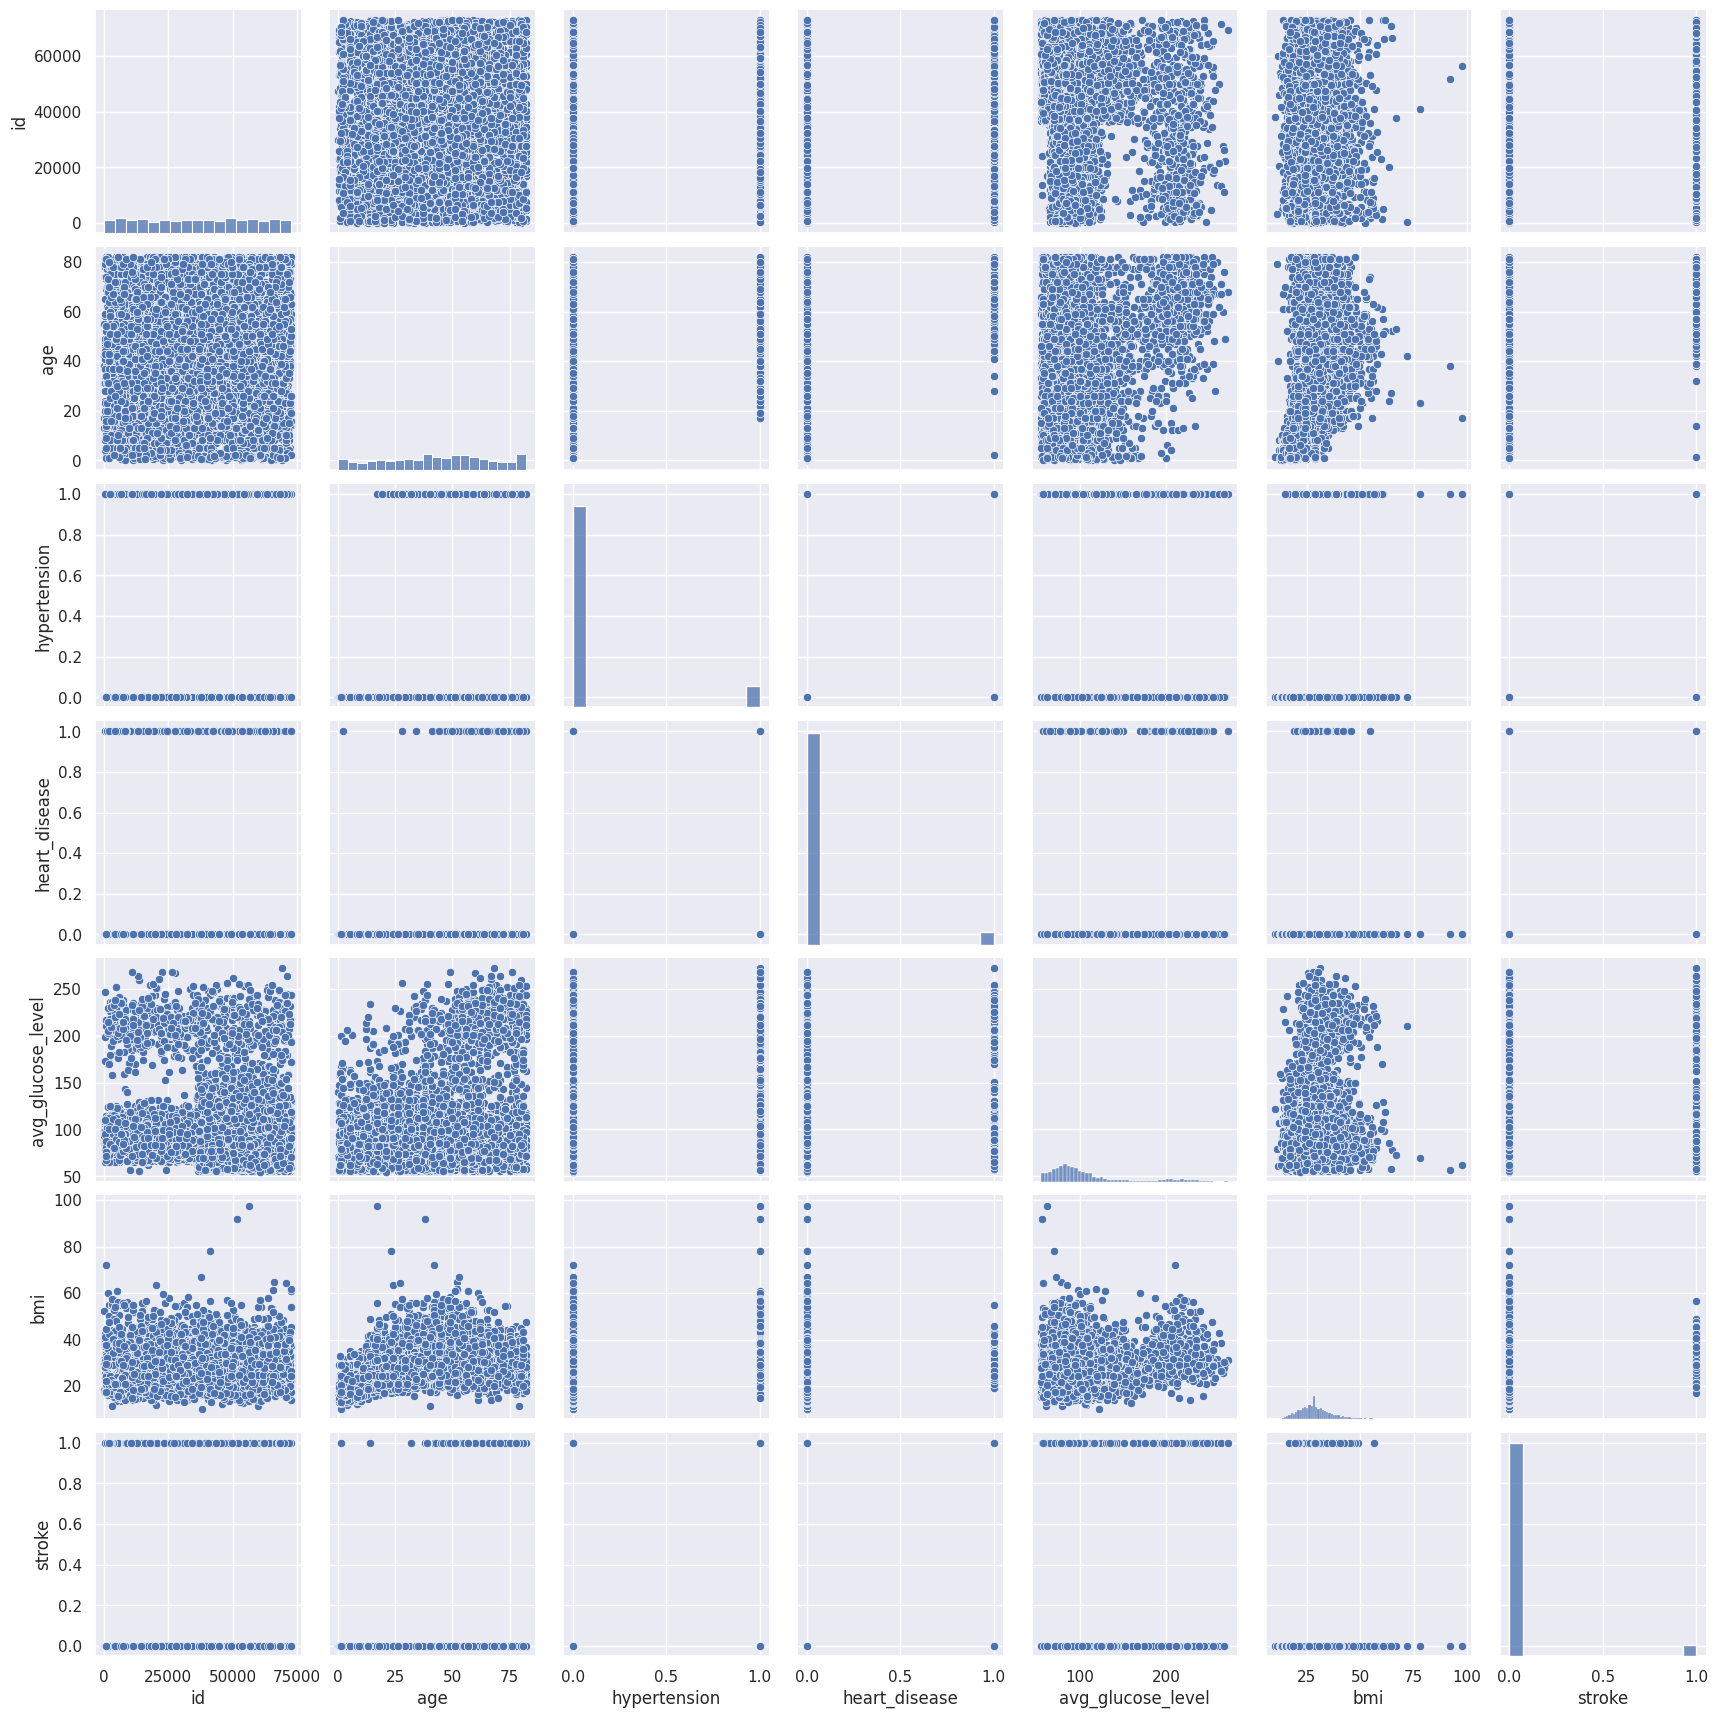 60000
40000
20000
0
id
80
60
40
20
0
age
1.0
0.8
0.6
0.4
0.2
0.0
hypertension
1.0
0.8
0.6
0.4
0.2
0.0
heart_disease
250
200
150
100
50
avg_glucose_level
100
80
60
40
20
bmi
1.0
0.8
0.6
0.4
0.2
0.0
stroke
0 25000 50000 75000
id
0 25 50 75
age
0.0 0.5 1.0
hypertension
0.0 0.5 1.0
heart_disease
100 200
avg_glucose_level
25 50 75 100
bmi
0.0 0.5 1.0
stroke